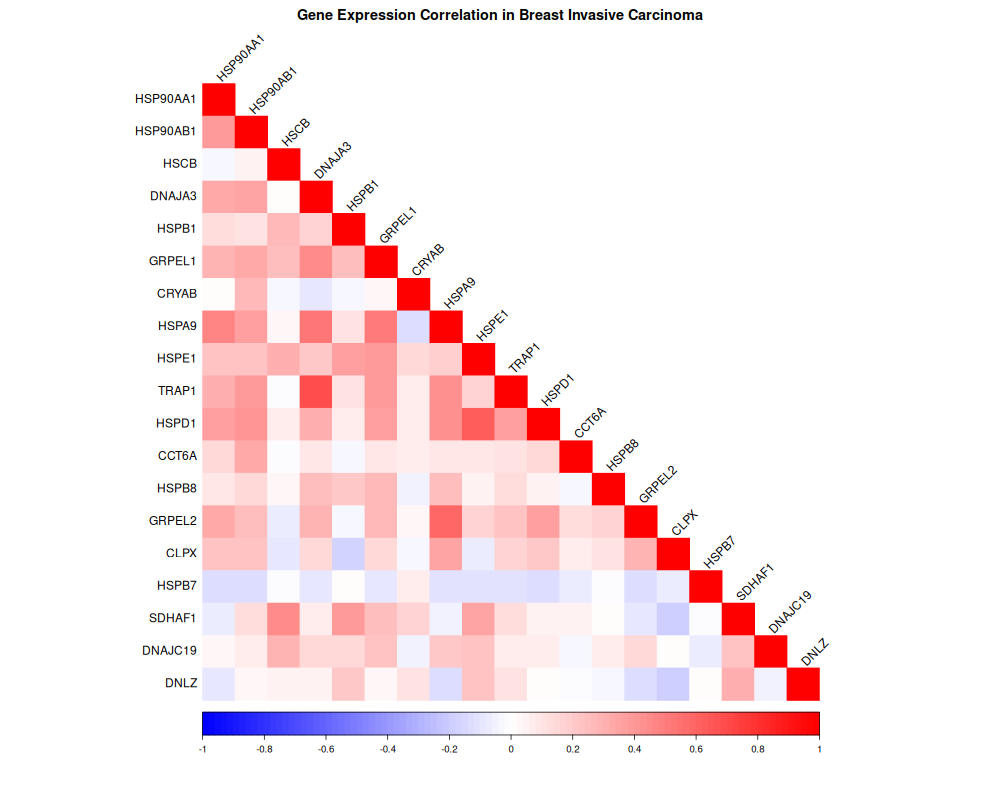 Gene Expression Correlation in Breast Invasive Carcinoma
HSP90AA1
HSP90AB1
HSCB
DNAJA3
HSPB1
GRPEL1
CRYAB
HSPA9
HSPE1
TRAP1
HSPD1
CCT6A
HSPB8
GRPEL2
CLPX
HSPB7
SDHAF1
DNAJC19
DNLZ
HSP90AA1
HSP90AB1
HSCB
DNAJA3
HSPB1
GRPEL1
CRYAB
HSPA9
HSPE1
TRAP1
HSPD1
CCT6A
HSPB8
GRPEL2
CLPX
HSPB7
SDHAF1
DNAJC19
DNLZ
-1 -0.8 -0.6 -0.4 -0.2 0 0.2 0.4 0.6 0.8 1